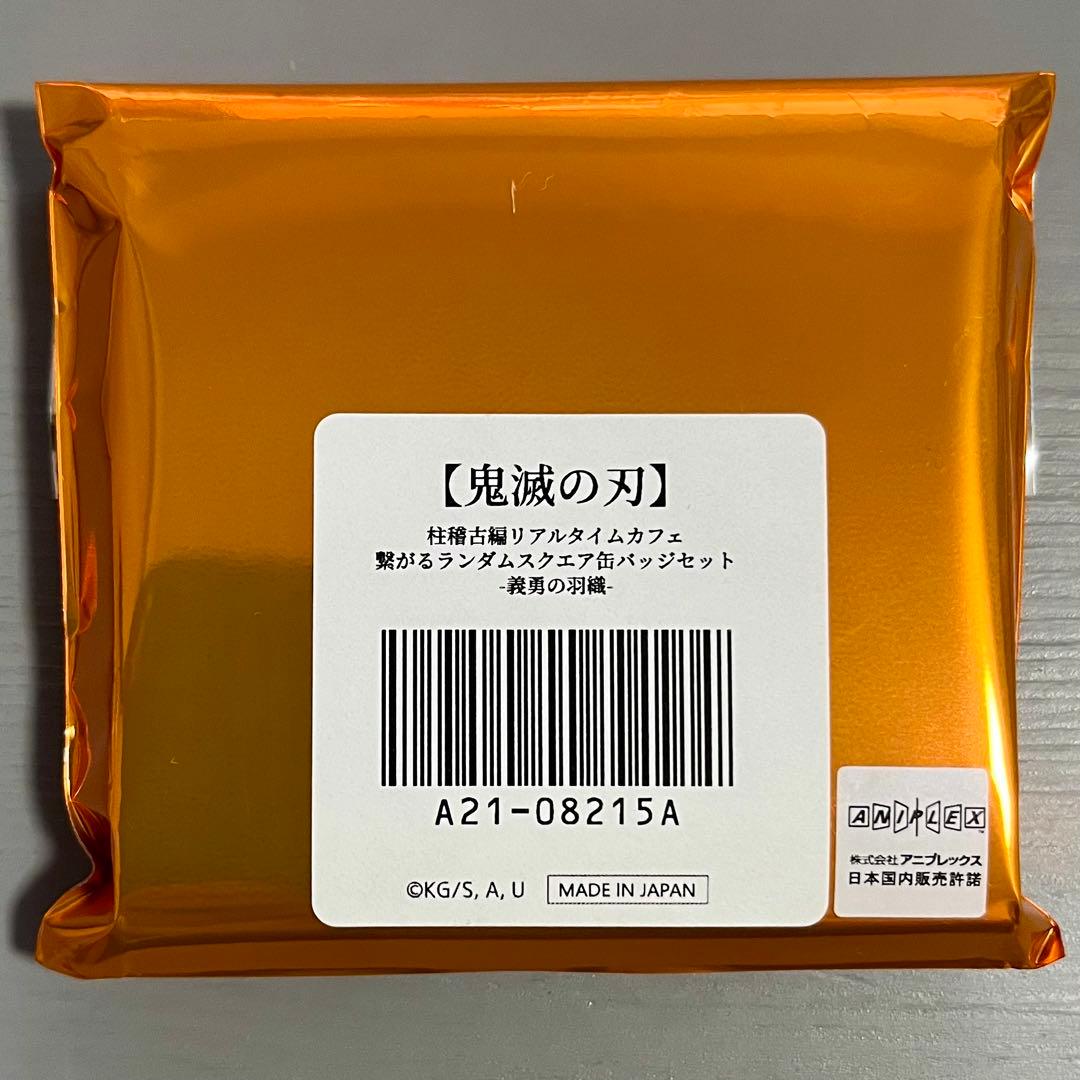 【鬼滅の刃】
柱稽古編リアルタイムカフェ
繋がるランダムスクエア缶バッジセット
-義勇の羽織-
A21-08215A
©KG/S, A, U
MADE IN JAPAN
ANIPLEX™
株式会社アニプレックス
日本国内販売許諾